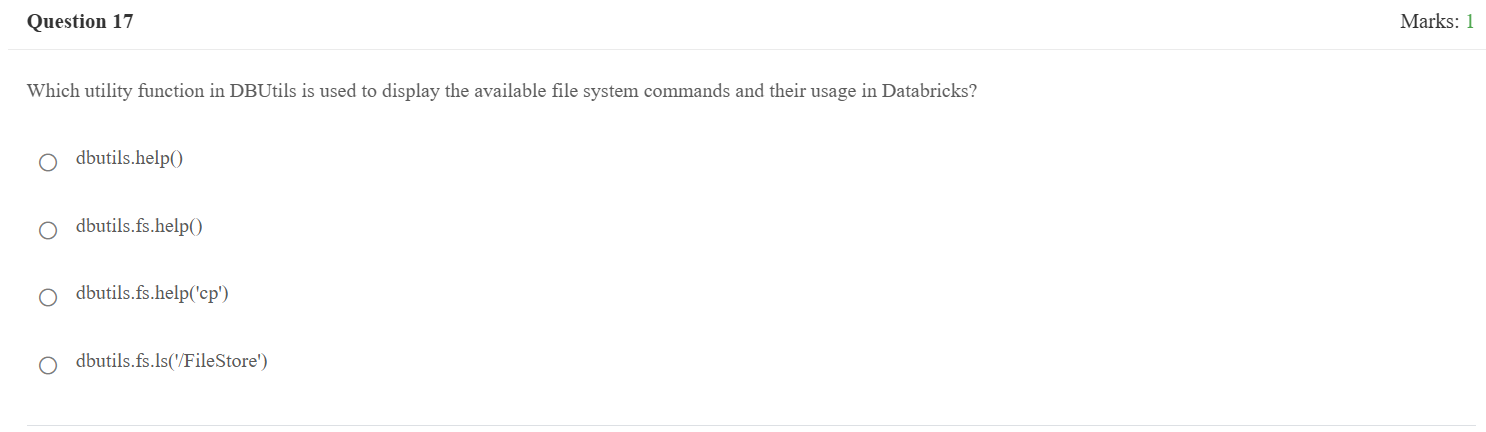 Question 17
Marks: 1
Which utility function in DBUtils is used to display the available file system commands and their usage in Databricks?
dbutils.help()
dbutils.fs.help()
dbutils.fs.help('cp')
dbutils.fs.ls('/FileStore')